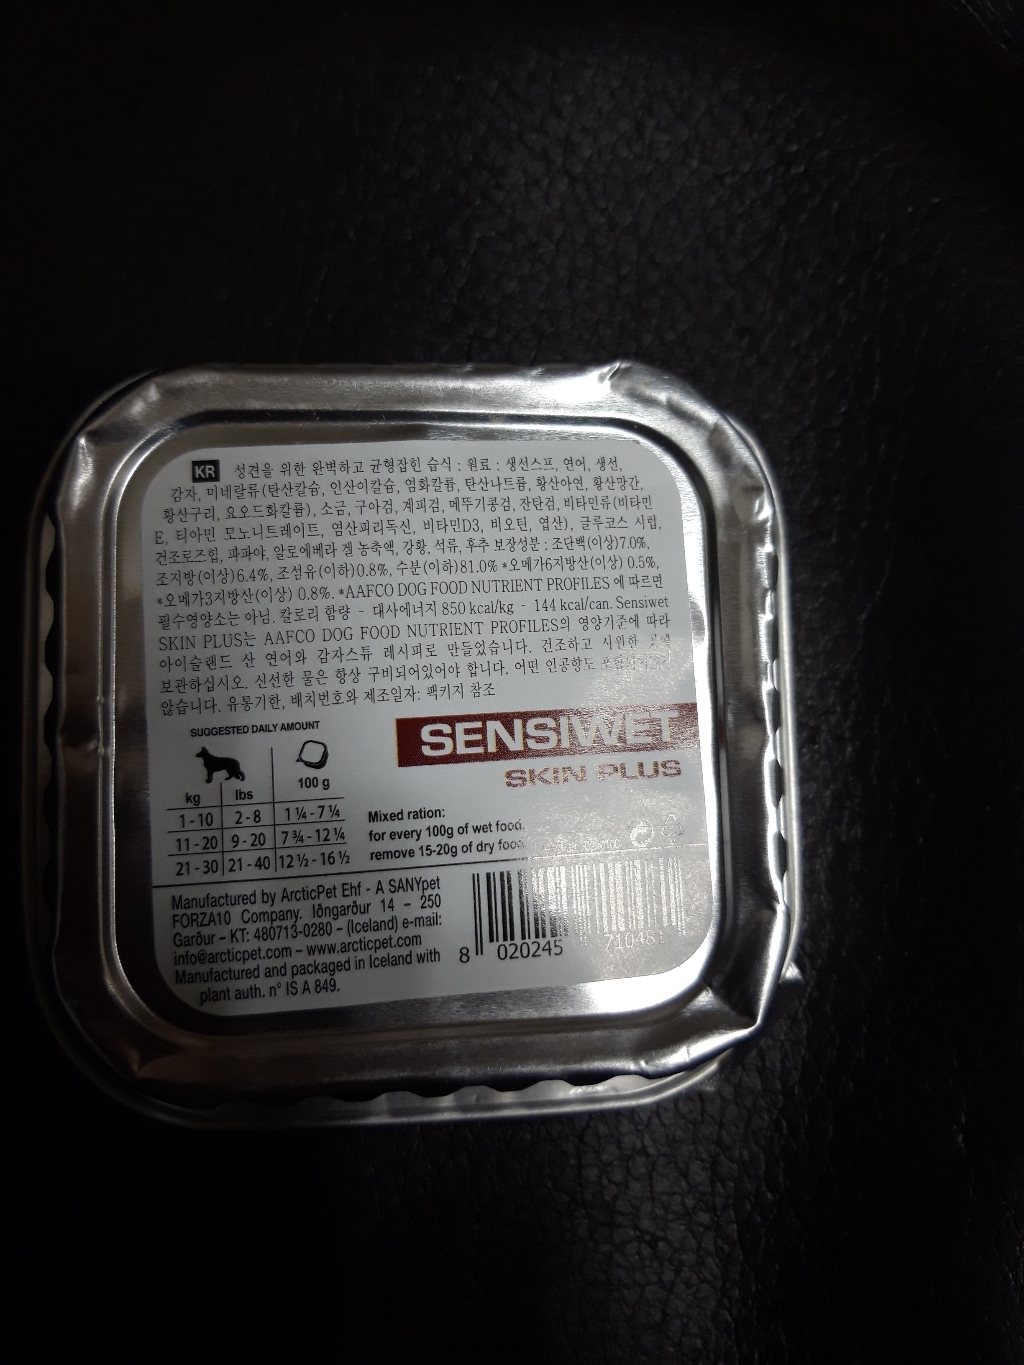 KR 성견을 위한 완벽하고 균형잡힌 습식 : 원료 : 생선스프, 연어, 생선,
감자, 미네랄류(탄산칼슘, 인산이칼슘, 염화칼륨, 탄산나트륨, 황산아연, 황산망간,
황산구리, 요오드화칼륨), 소금, 구아검, 계피검, 메뚜기콩검, 잔탄검, 비타민류(비타민
E, 티아민 모노니트레이트, 염산피리독신, 비타민D3, 비오틴, 엽산), 글루코스 시럽,
건조로즈힙, 파파야, 알로에베라 겔 농축액, 강황, 석류, 후추 보장성분 : 조단백(이상)7.0%,
조지방(이상)6.4%, 조섬유(이하)0.8%, 수분(이하)81.0% *오메가6지방산(이상) 0.5%,
*오메가3지방산(이상) 0.8%. *AAFCO DOG FOOD NUTRIENT PROFILES 에 따르면
필수영양소는 아님. 칼로리 함량 - 대사에너지 850 kcal/kg - 144 kcal/can. Sensiwet
SKIN PLUS는 AAFCO DOG FOOD NUTRIENT PROFILES의 영양기준에 따라
아이슬랜드 산 연어와 감자스튜 레시피로 만들었습니다. 건조하고 시원한 곳에
보관하십시오. 신선한 물은 항상 구비되어있어야 합니다. 어떤 인공향도
않습니다. 유통기한, 배치번호와 제조일자: 팩키지 참조
SENSIWET
SKIN PLUS
SUGGESTED DAILY AMOUNT
100 g
kg lbs
1 - 10 2 - 8 1 ¼ - 7 ¼
11 - 20 9 - 20 7 ¾ - 12 ¼
21 - 30 21 - 40 12 ½ - 16 ½
Mixed ration:
for every 100g of wet food.
remove 15-20g of dry food
Manufactured by ArcticPet Ehf - A SANYpet
FORZA10 Company. Iðngarður 14 – 250
Garður – KT: 480713-0280 – (Iceland) e-mail:
info@arcticpet.com – www.arcticpet.com
Manufactured and packaged in Iceland with
plant auth. n° IS A 849.
8 020245 710481